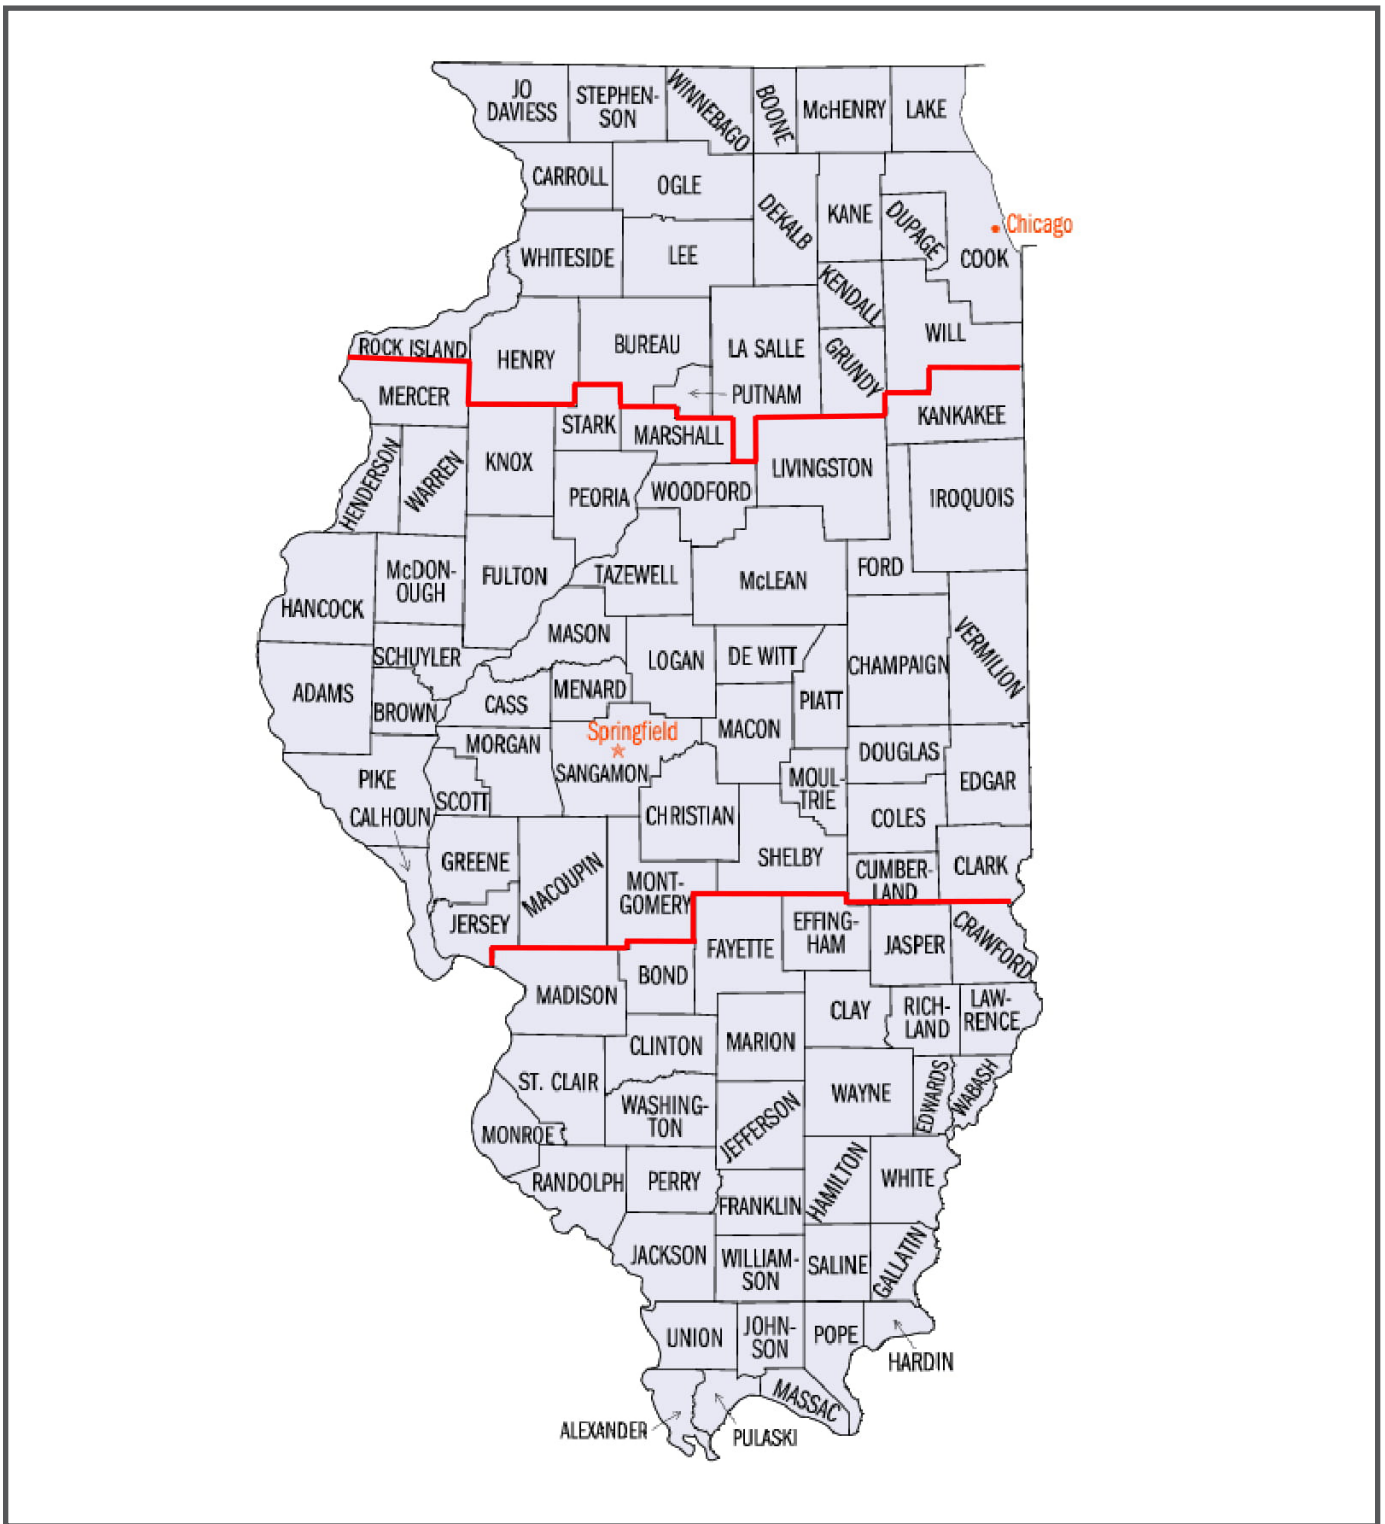 JO
DAVIESS
STEPHEN-
SON
WINNEBAGO
BOONE
McHENRY
LAKE
CARROLL
OGLE
DEKALB
KANE
DUPAGE
Chicago
COOK
WHITESIDE
LEE
KENDALL
ROCK ISLAND
HENRY
BUREAU
LA SALLE
GRUNDY
WILL
MERCER
PUTNAM
KANKAKEE
STARK
MARSHALL
HENDERSON
WARREN
KNOX
PEORIA
WOODFORD
LIVINGSTON
IROQUOIS
HANCOCK
McDON-
OUGH
FULTON
TAZEWELL
McLEAN
FORD
SCHUYLER
MASON
LOGAN
DE WITT
CHAMPAIGN
VERMILION
ADAMS
BROWN
CASS
MENARD
PIATT
MACON
Springfield
MORGAN
SANGAMON
DOUGLAS
EDGAR
PIKE
SCOTT
MOUL-
TRIE
CALHOUN
CHRISTIAN
COLES
GREENE
MACOUPIN
MONT-
GOMERY
SHELBY
CUMBER-
LAND
CLARK
JERSEY
FAYETTE
EFFING-
HAM
JASPER
CRAWFORD
MADISON
BOND
CLAY
RICH-
LAND
LAW-
RENCE
CLINTON
MARION
ST. CLAIR
WASHING-
TON
JEFFERSON
WAYNE
EDWARDS
WABASH
MONROE
RANDOLPH
PERRY
FRANKLIN
HAMILTON
WHITE
JACKSON
WILLIAM-
SON
SALINE
GALLATIN
UNION
JOHN-
SON
POPE
HARDIN
ALEXANDER
PULASKI
MASSAC